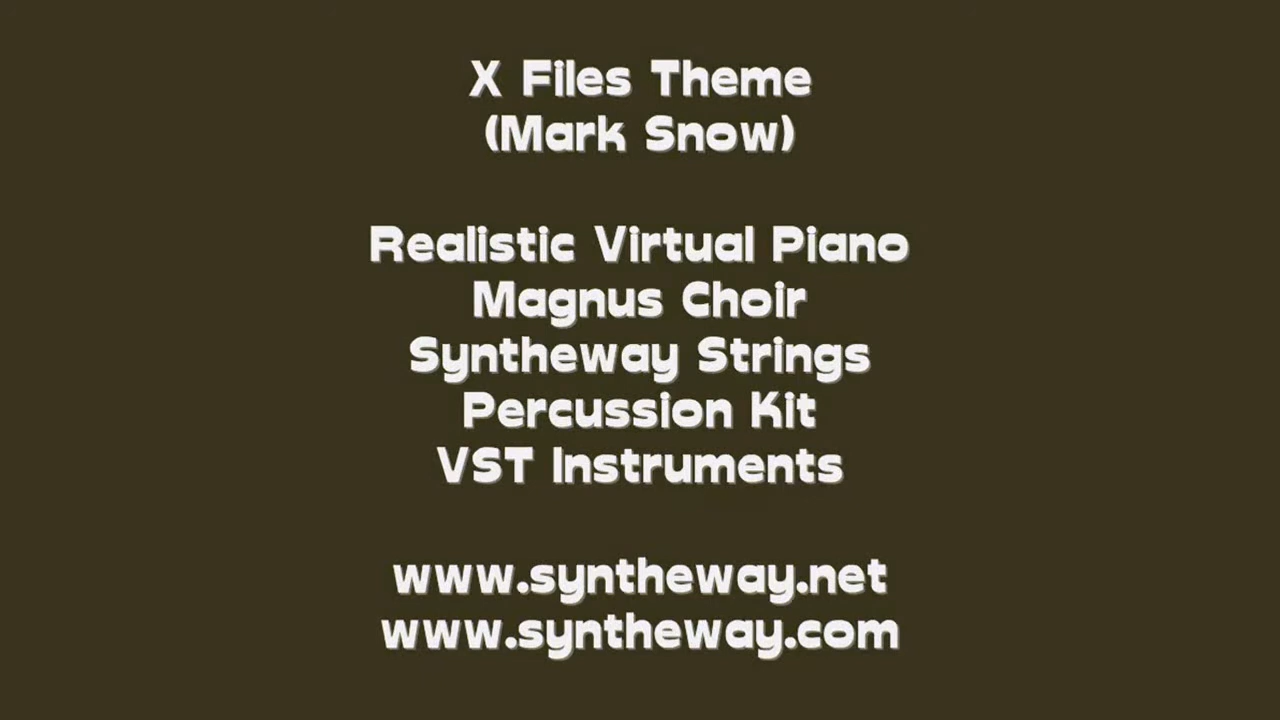 X Files Theme
(Mark Snow)
Realistic Virtual Piano
Magnus Choir
Syntheway Strings
Percussion Kit
VST Instruments
www.syntheway.net
www.syntheway.com